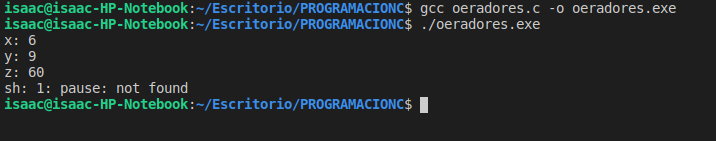 isaac@isaac-HP-Notebook:~/Escritorio/PROGRAMACIONC$ gcc oeradores.c -o oeradores.exe
isaac@isaac-HP-Notebook:~/Escritorio/PROGRAMACIONC$ ./oeradores.exe
x: 6
y: 9
z: 60
sh: 1: pause: not found
isaac@isaac-HP-Notebook:~/Escritorio/PROGRAMACIONC$